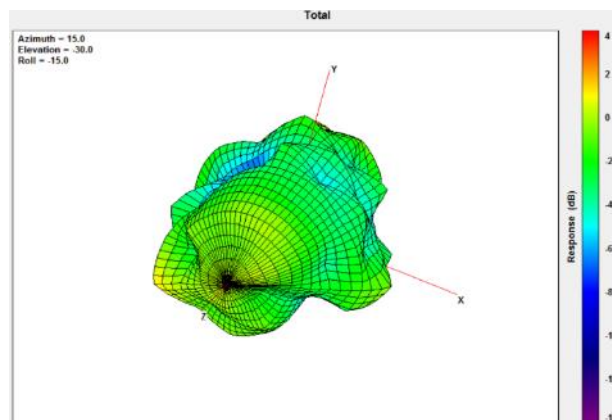 Total
Azimuth = 15.0
Elevation = -30.0
Roll = -15.0
Y
X
Z
4
2
0
-2
-4
-6
-8
Response (dB)